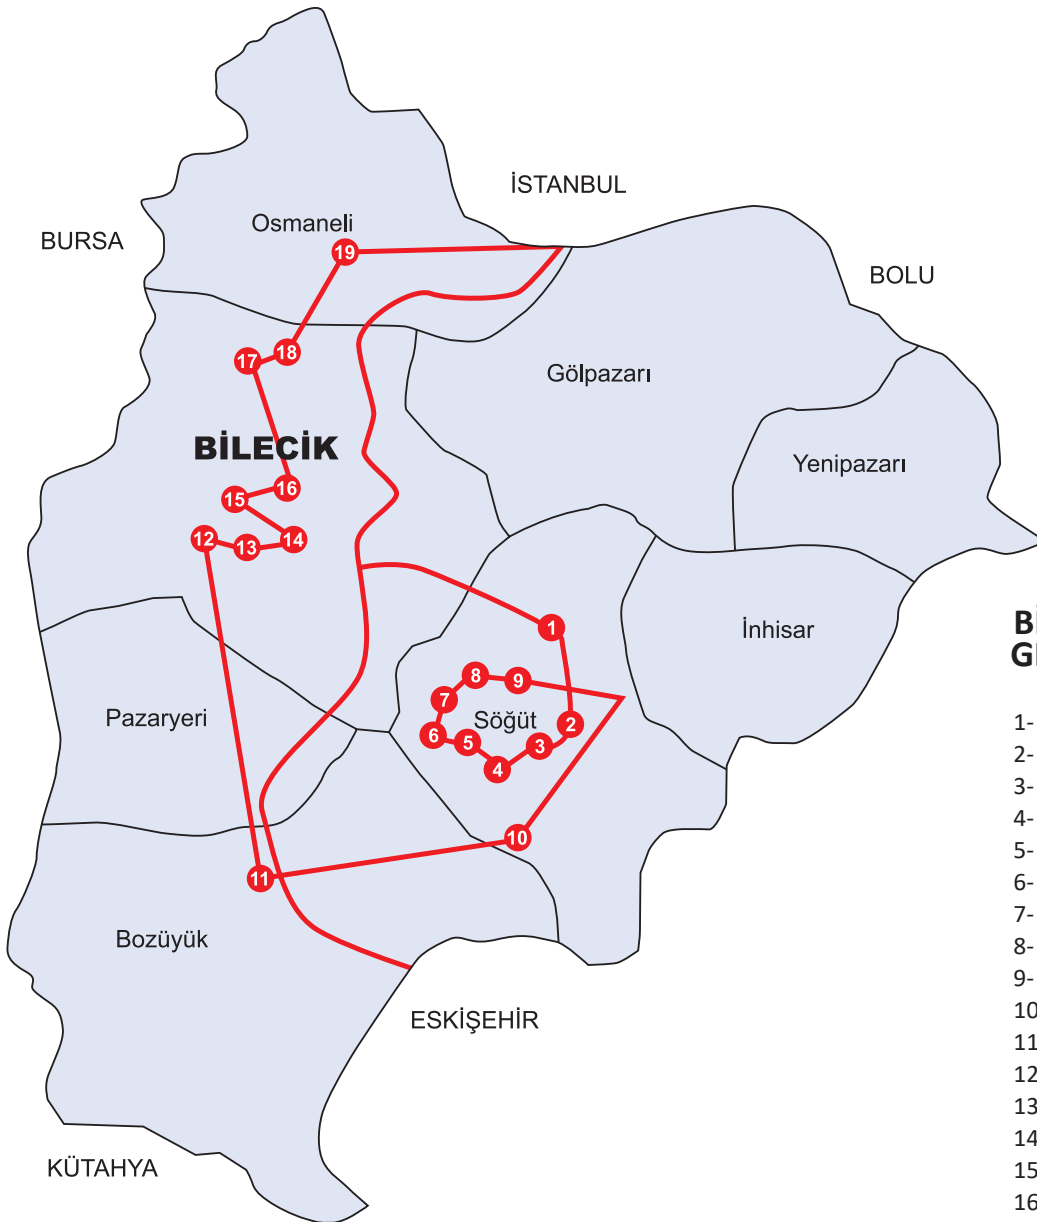 İSTANBUL
Osmaneli
BURSA
19
BOLU
18
17
Gölpazarı
BİLECİK
Yenipazarı
16
15
12
14
13
1
İnhisar
8
9
7
Pazaryeri
Söğüt
2
6
5
3
4
10
11
Bozüyük
ESKİŞEHİR
KÜTAHYA
1-
2-
3-
4-
5-
6-
7-
8-
9-
10
11
12
13
14
15
16